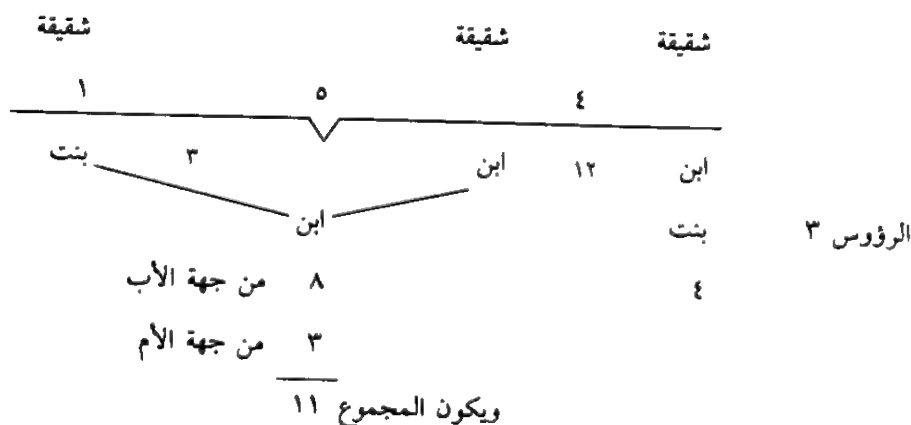 شقيقة شقيقة شقيقة
٤ ٥ ١
ابن ١٢ ابن ٣ بنت
الرؤوس ٣ بنت ابن
٤ ٨ من جهة الأب
٣ من جهة الأم
ويكون المجموع ١١